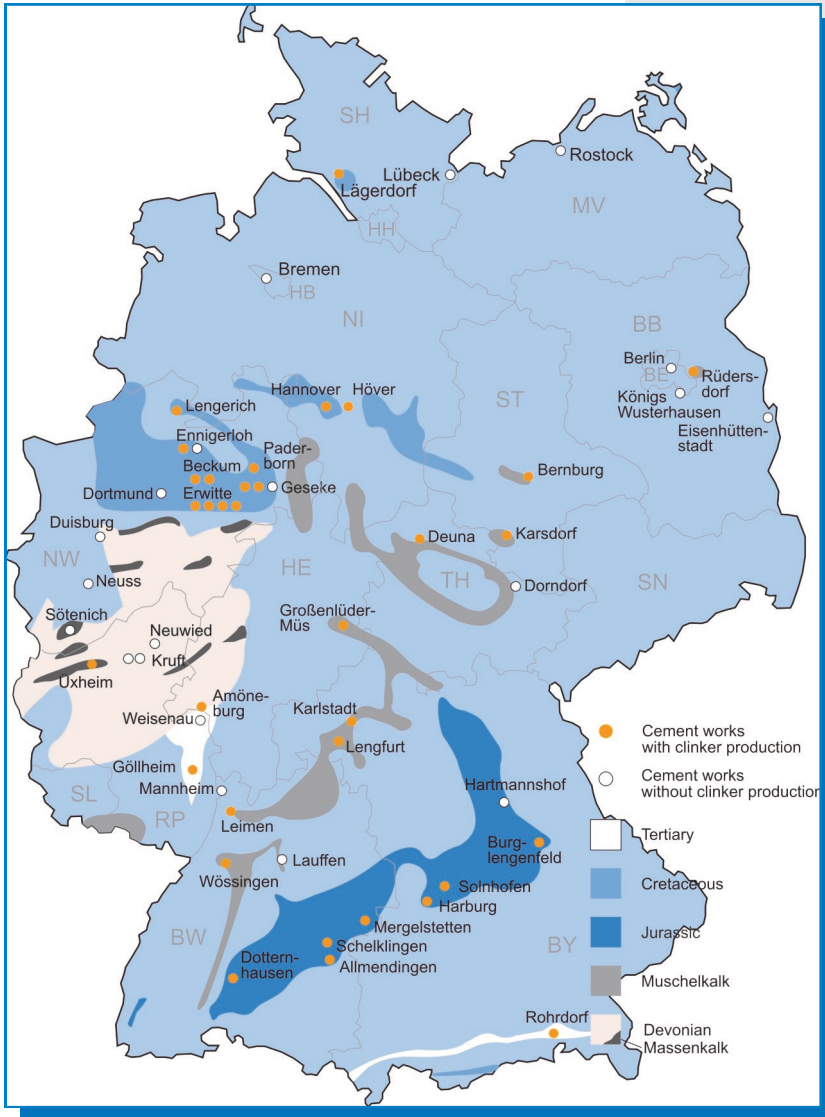 SH
Rostock
Lübeck
Lägerdorf
MV
HH
Bremen
HB
NI
BB
Berlin
BE
Rüders-
dorf
Königs
Wusterhausen
Eisenhütten-
stadt
Hannover
Höver
ST
Lengerich
Ennigerloh
Pader-
born
Beckum
Bernburg
Dortmund
Erwitte
Geseke
Duisburg
Deuna
Karsdorf
NW
HE
TH
SN
Neuss
Dorndorf
Sötenich
Großenlüder-
Müs
Neuwied
Kruft
Üxheim
Amöne-
burg
Weisenau
Karlstadt
Lengfurt
Göllheim
Mannheim
Hartmannshof
SL
RP
Leimen
Burg-
lengenfeld
Lauffen
Wössingen
Solnhofen
Harburg
Mergelstetten
BW
BY
Schelklingen
Dottern-
hausen
Allmendingen
Rohrdorf
Cement works
with clinker production
Cement works
without clinker production
Tertiary
Cretaceous
Jurassic
Muschelkalk
Devonian
Massenkalk